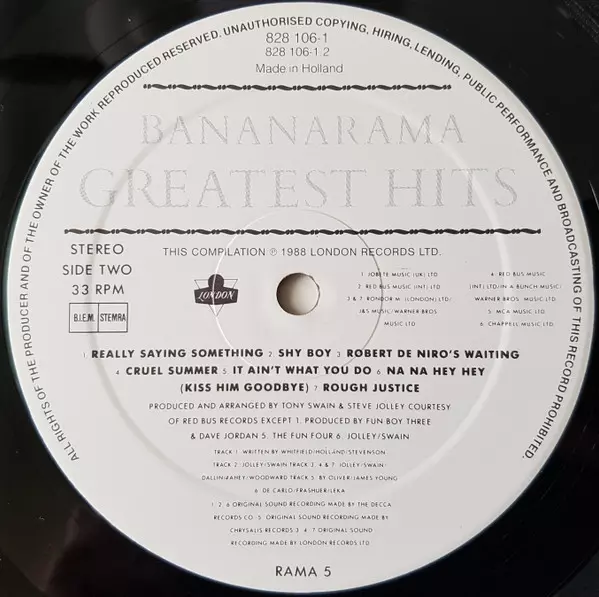 ALL RIGHTS OF THE PRODUCER AND OF THE OWNER OF THE WORK REPRODUCED RESERVED. UNAUTHORISED COPYING, HIRING, LENDING, PUBLIC PERFORMANCE AND BROADCASTING OF THIS RECORD PROHIBITED.
828 106-1
828 106-1.2
Made in Holland
BANANARAMA
GREATEST HITS
STEREO
SIDE TWO
33 RPM
B.I.E.M. STEMRA
THIS COMPILATION ℗ 1988 LONDON RECORDS LTD.
LONDON
1 JOBETE MUSIC (UK) LTD
2 RED BUS MUSIC (INT) LTD
3 & 7 RONDOR M. (LONDON) LTD/
J&S MUSIC/WARNER BROS
MUSIC LTD
4 RED BUS MUSIC
(INT) LTD/IN A BUNCH MUSIC/
WARNER BROS. MUSIC
5 MCA MUSIC LTD
6 CHAPPELL MUSIC LTD
1 REALLY SAYING SOMETHING 2 SHY BOY 3 ROBERT DE NIRO'S WAITING
4 CRUEL SUMMER 5 IT AIN'T WHAT YOU DO 6 NA NA HEY HEY
(KISS HIM GOODBYE) 7 ROUGH JUSTICE
PRODUCED AND ARRANGED BY TONY SWAIN & STEVE JOLLEY COURTESY
OF RED BUS RECORDS EXCEPT 1. PRODUCED BY FUN BOY THREE
& DAVE JORDAN 5. THE FUN FOUR 6. JOLLEY/SWAIN
TRACK 1 WRITTEN BY WHITFIELD/HOLLAND/STEVENSON
TRACK 2 JOLLEY/SWAIN TRACK 3, 4 & 7 JOLLEY/SWAIN/
DALLIN/FAHEY/WOODWARD TRACK 5 BY OLIVER/JAMES YOUNG
6 DE CARLO/FRASHUER/LEKA
1, 2, 6 ORIGINAL SOUND RECORDING MADE BY THE DECCA
RECORDS CO 5 ORIGINAL SOUND RECORDING MADE BY
CHRYSALIS RECORDS 3 4 7 ORIGINAL SOUND
RECORDING MADE BY LONDON RECORDS LTD
RAMA 5